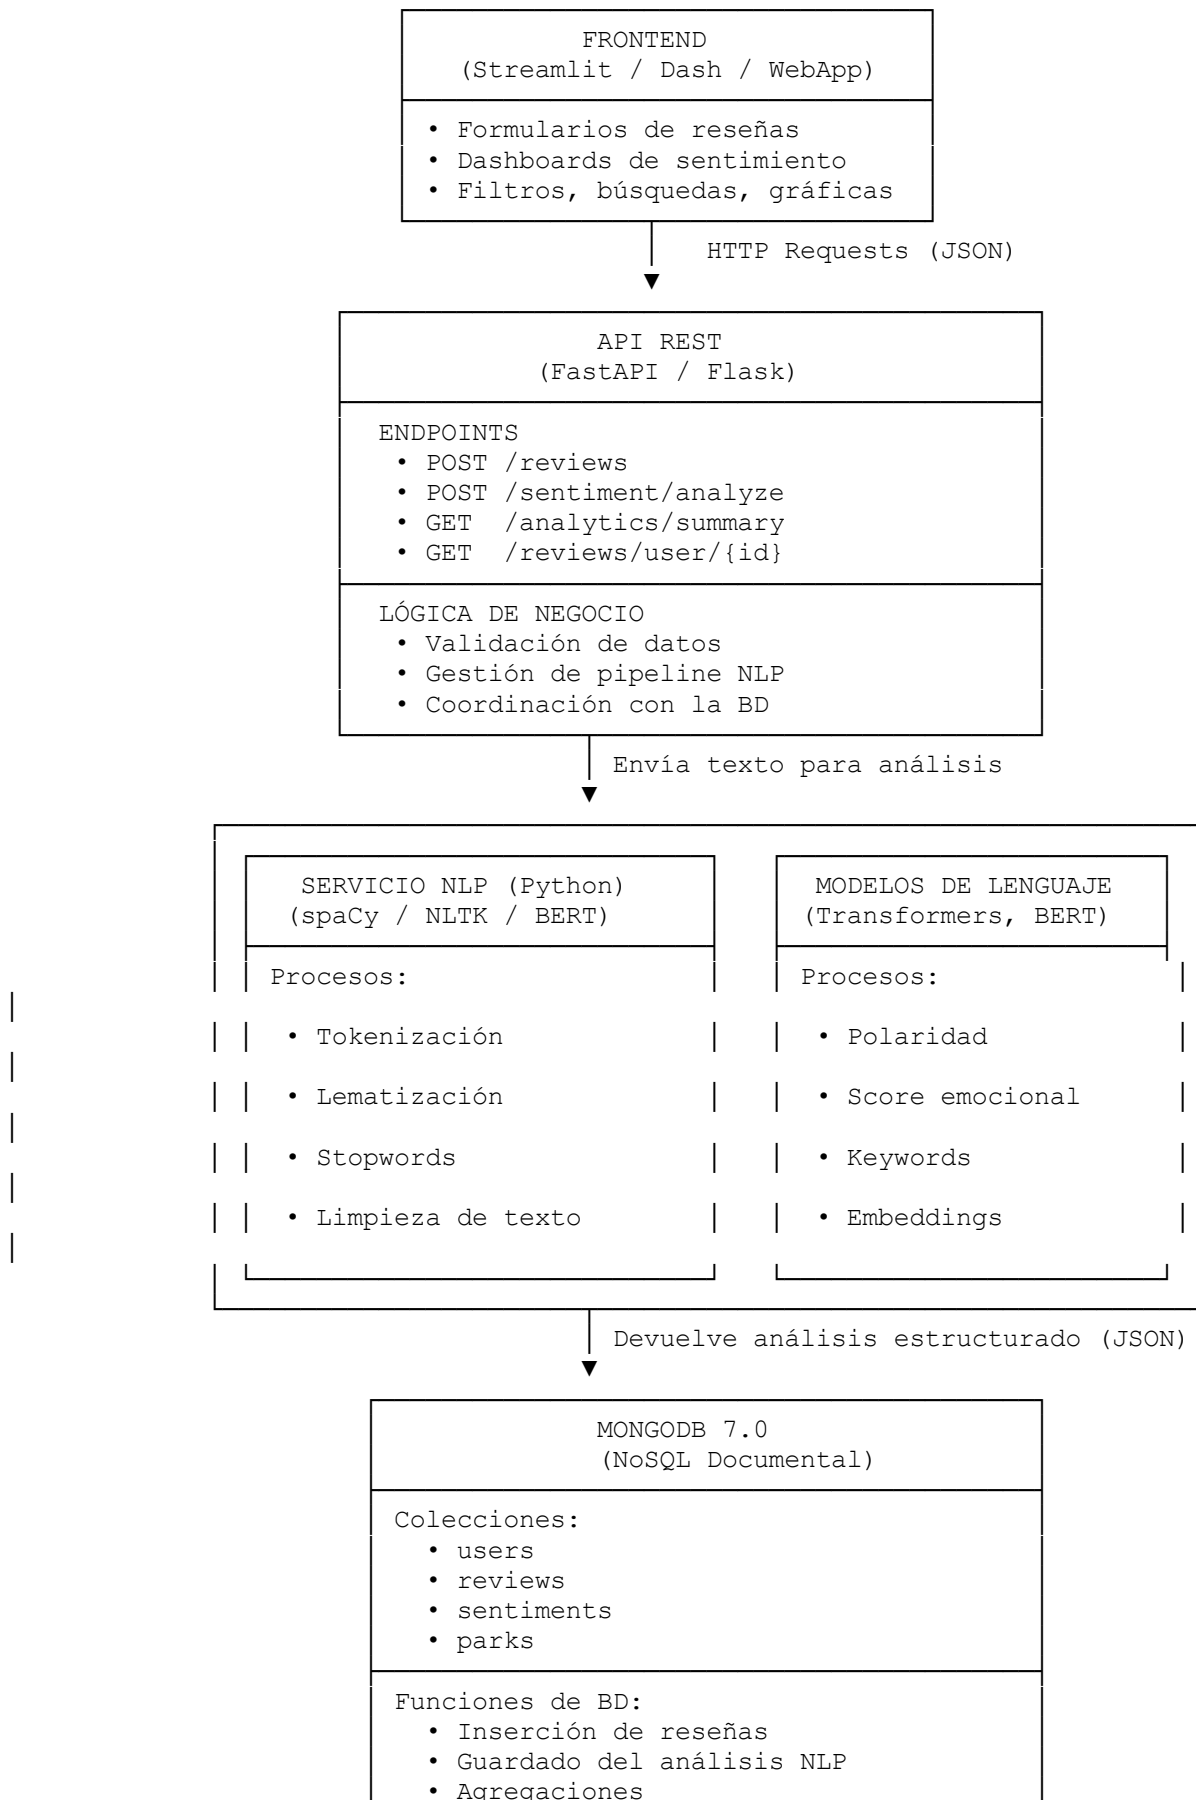 FRONTEND
(Streamlit / Dash / WebApp)
• Formularios de reseñas
• Dashboards de sentimiento
• Filtros, búsquedas, gráficas
HTTP Requests (JSON)
API REST
(FastAPI / Flask)
ENDPOINTS
• POST /reviews
• POST /sentiment/analyze
• GET  /analytics/summary
• GET  /reviews/user/{id}
LÓGICA DE NEGOCIO
• Validación de datos
• Gestión de pipeline NLP
• Coordinación con la BD
Envía texto para análisis
SERVICIO NLP (Python)
(spaCy / NLTK / BERT)
Procesos:
• Tokenización
• Lematización
• Stopwords
• Limpieza de texto
MODELOS DE LENGUAJE
(Transformers, BERT)
Procesos:
• Polaridad
• Score emocional
• Keywords
• Embeddings
Devuelve análisis estructurado (JSON)
MONGODB 7.0
(NoSQL Documental)
Colecciones:
• users
• reviews
• sentiments
• parks
Funciones de BD:
• Inserción de reseñas
• Guardado del análisis NLP
• Agregaciones